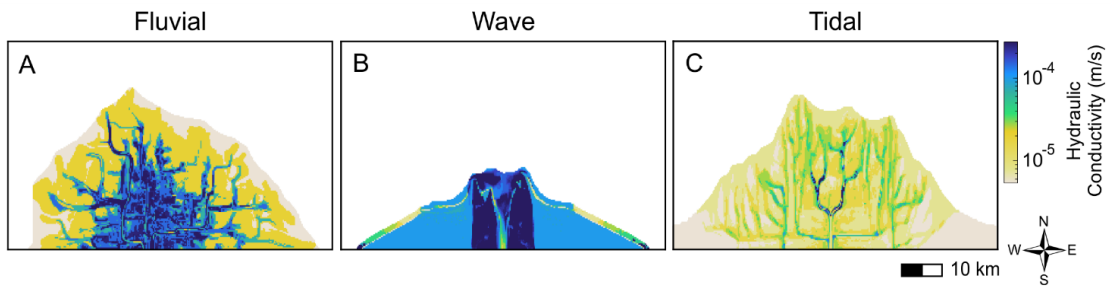 Fluvial
Wave
Tidal
A
B
C
10⁻⁴
10⁻⁵
Hydraulic
Conductivity (m/s)
N
W E
S
10 km